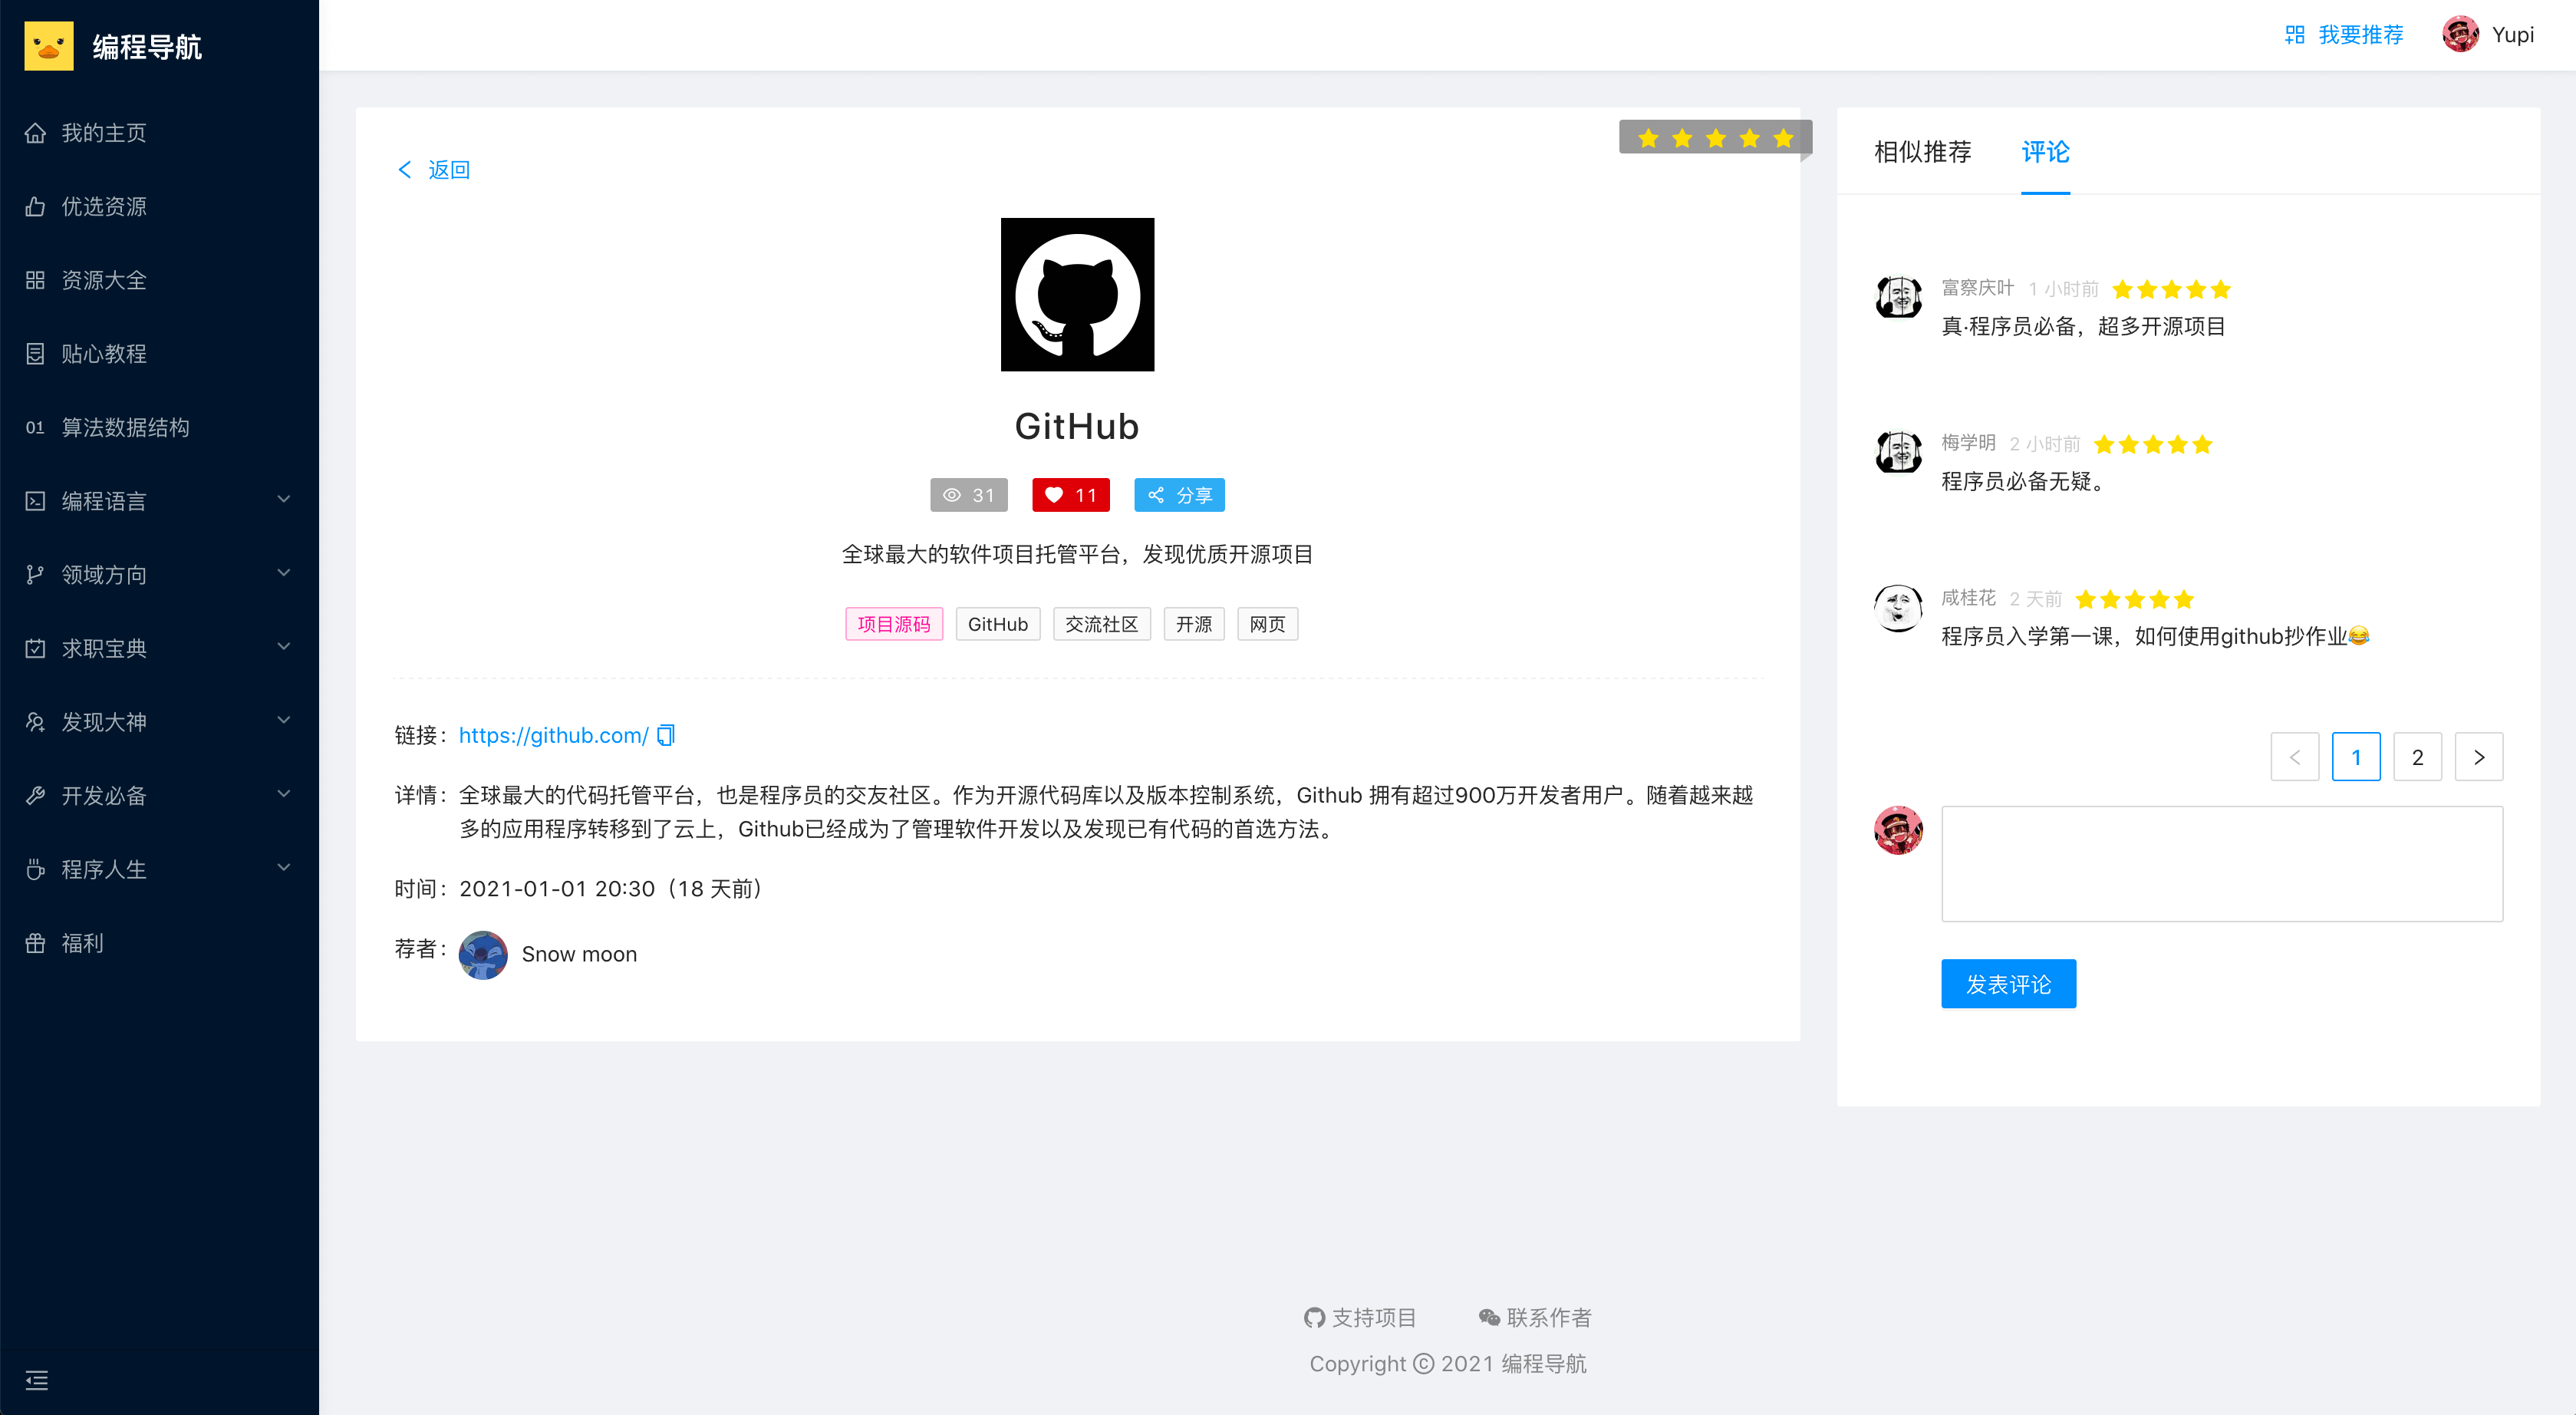 编程导航
我的主页
优选资源
资源大全
贴心教程
01 算法数据结构
编程语言
领域方向
求职宝典
发现大神
开发必备
程序人生
福利
我要推荐
Yupi
返回
GitHub
31
11
分享
全球最大的软件项目托管平台，发现优质开源项目
项目源码 GitHub 交流社区 开源 网页
链接：https://github.com/
详情：全球最大的代码托管平台，也是程序员的交友社区。作为开源代码库以及版本控制系统，Github 拥有超过900万开发者用户。随着越来越
多的应用程序转移到了云上，Github已经成为了管理软件开发以及发现已有代码的首选方法。
时间：2021-01-01 20:30（18 天前）
荐者：Snow moon
相似推荐 评论
富察庆叶 1 小时前
真·程序员必备，超多开源项目
梅学明 2 小时前
程序员必备无疑。
咸桂花 2 天前
程序员入学第一课，如何使用github抄作业😂
< 1 2 >
发表评论
支持项目 联系作者
Copyright © 2021 编程导航